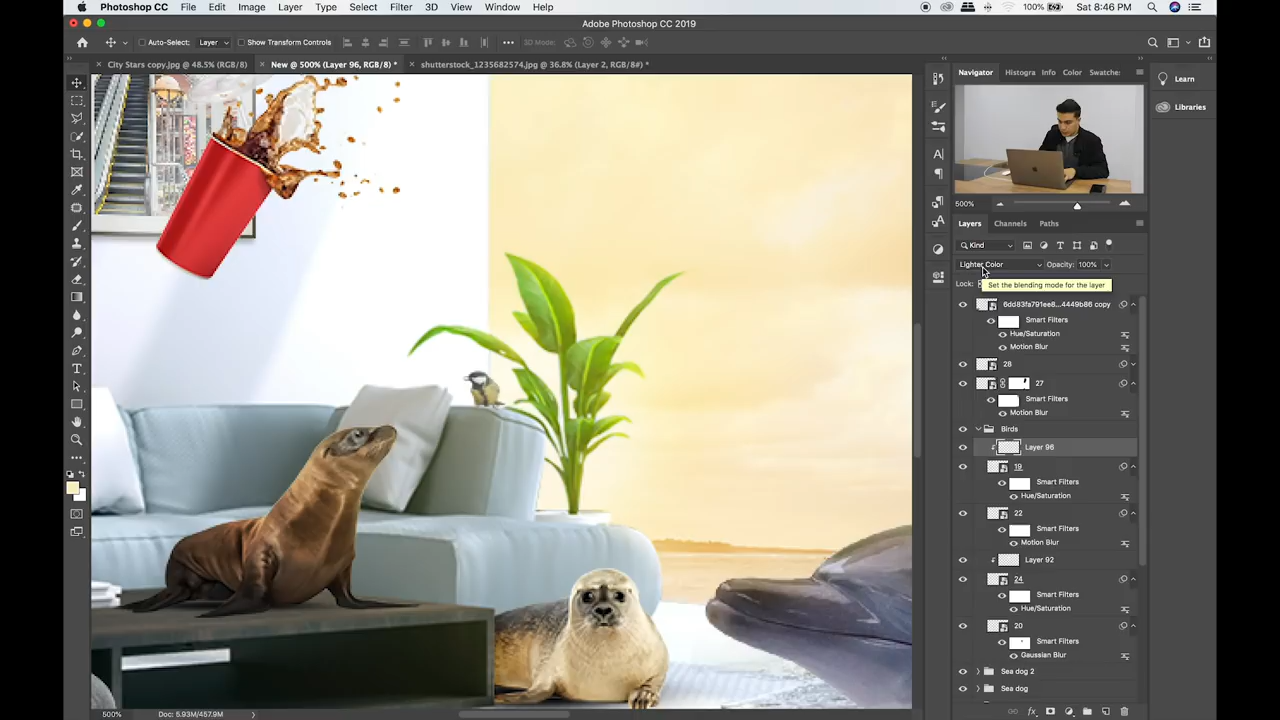 Photoshop CC File Edit Image Layer Type Select Filter 3D View Window Help 100% Sat 8:46 PM
Adobe Photoshop CC 2019
Auto-Select: Layer Show Transform Controls 3D Mode:
City Stars copy.jpg @ 48.5% (RGB/8) New @ 500% (Layer 96, RGB/8) * shutterstock_1235682574.jpg @ 36.8% (Layer 2, RGB/8#) *
Navigator Histogra Info Color Swatche: Learn
Libraries
500%
Layers Channels Paths
Kind
Lighter Color Opacity: 100%
Lock: Set the blending mode for the layer
6dd83fa791ee8...4449b86 copy
Smart Filters
Hue/Saturation
Motion Blur
28
27
Smart Filters
Motion Blur
Birds
Layer 96
19
Smart Filters
Hue/Saturation
22
Smart Filters
Motion Blur
Layer 92
24
Smart Filters
Hue/Saturation
20
Smart Filters
Gaussian Blur
Sea dog 2
Sea dog
500% Doc: 5.93M/457.9M